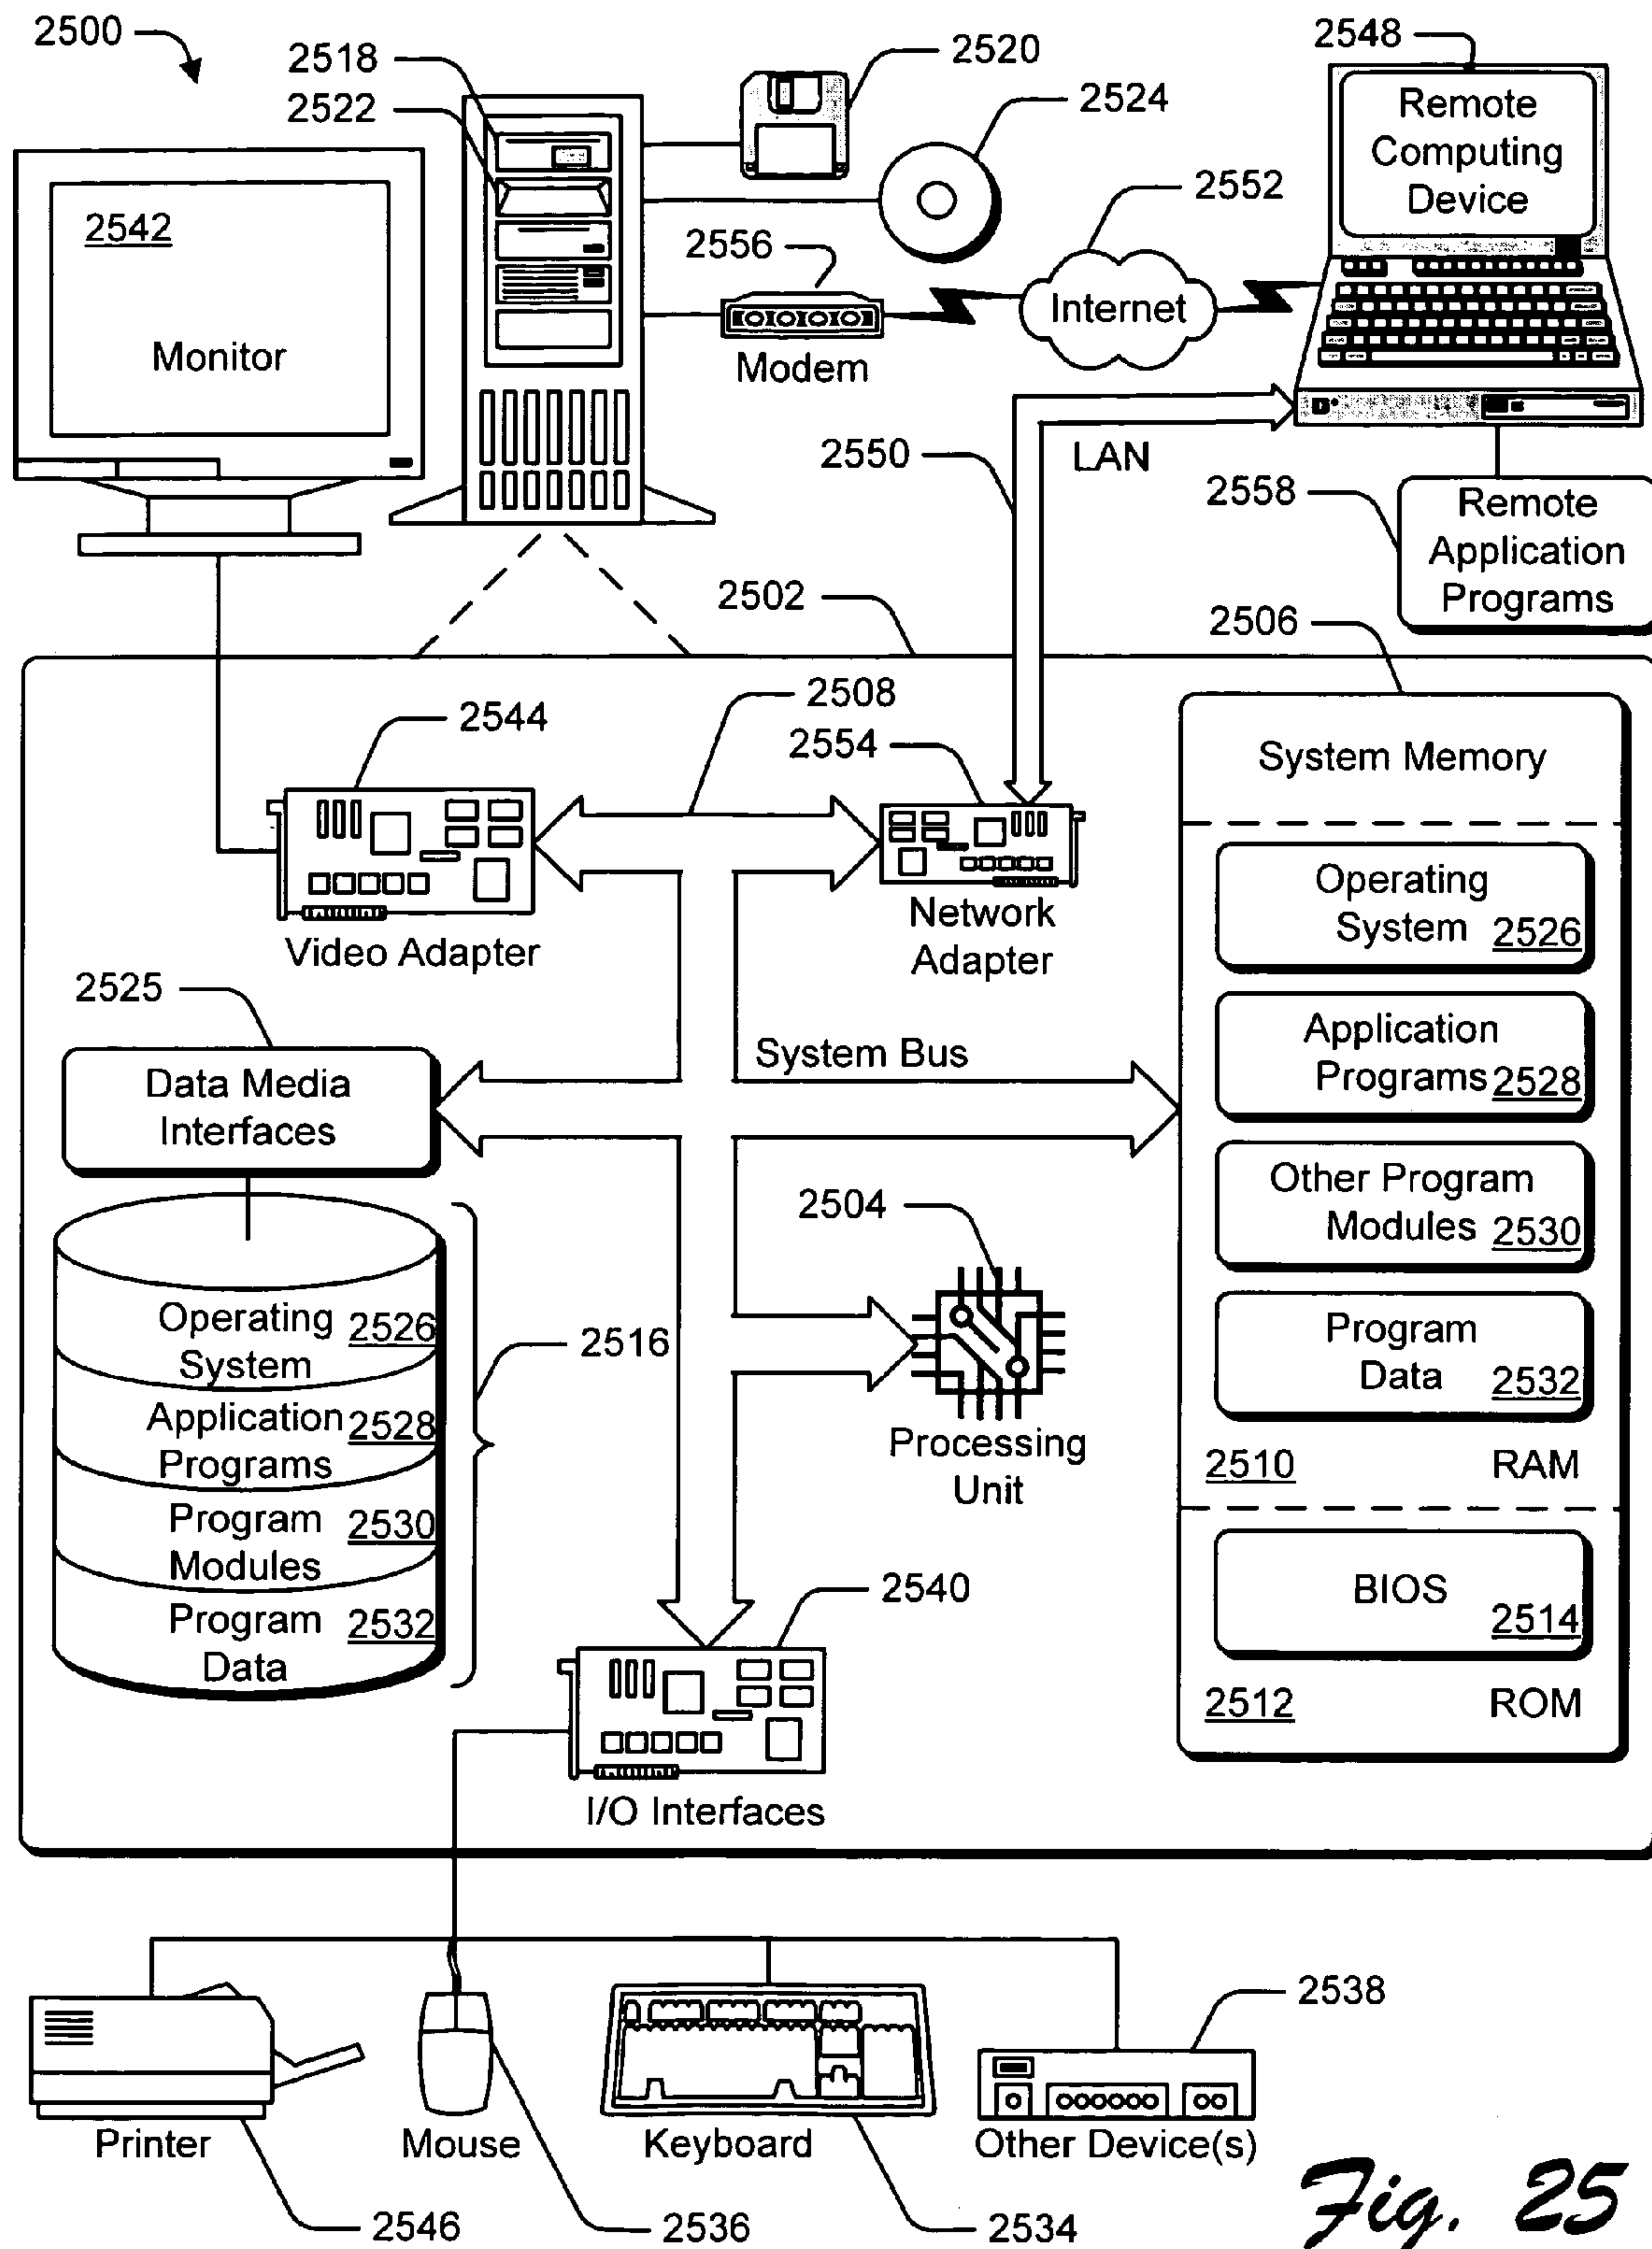 2500
2518
2522
2520
2524
2548
Remote
Computing
Device
2552
2542
Monitor
2556
Modem
Internet
2550
LAN
2558
Remote
Application
Programs
2502
2506
2508
2544
2554
Video Adapter
Network
Adapter
System Memory
Operating
System 2526
Application
Programs 2528
Other Program
Modules 2530
Program
Data 2532
2510 RAM
BIOS
2514
2512 ROM
2525
Data Media
Interfaces
System Bus
2504
Processing
Unit
Operating 2526
System
Application 2528
Programs
Program 2530
Modules
Program 2532
Data
2516
2540
I/O Interfaces
2538
Printer
Mouse
Keyboard
Other Device(s)
2546
2536
2534
Fig. 25